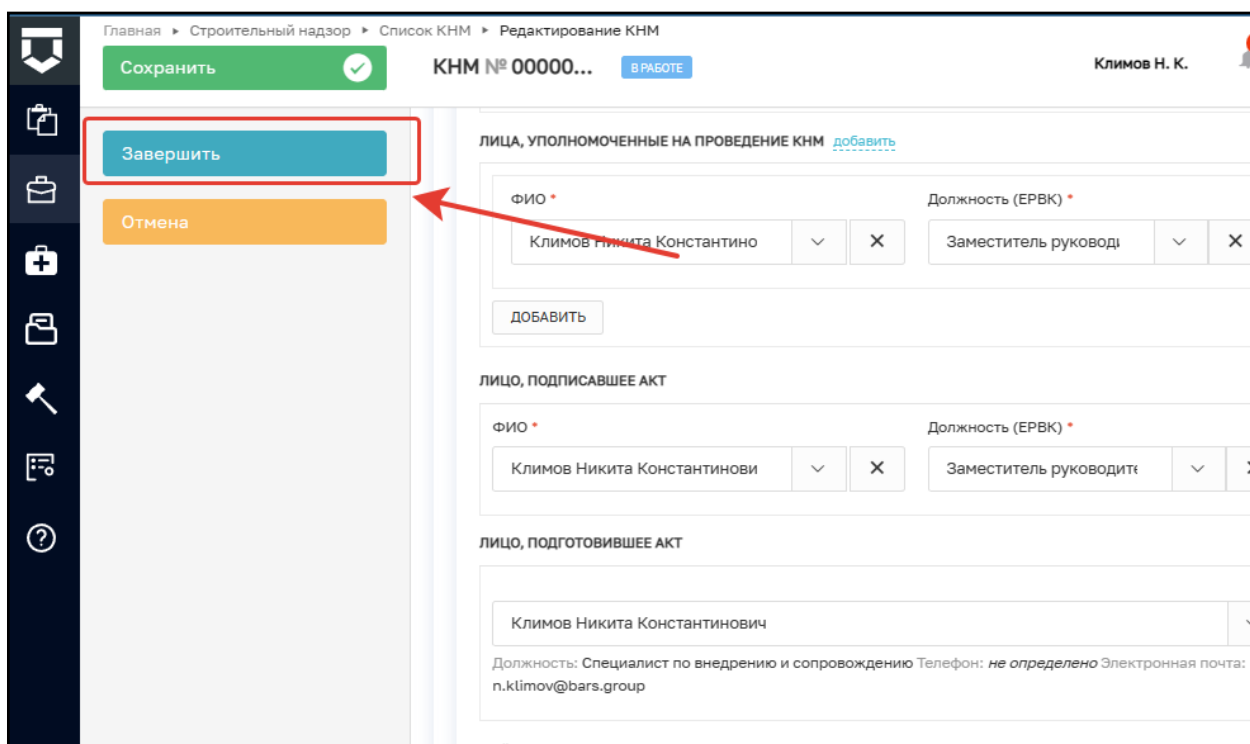 Главная ▸ Строительный надзор ▸ Список КНМ ▸ Редактирование КНМ
Сохранить
КНМ № 00000...
В РАБОТЕ
Климов Н. К.
Завершить
Отмена
ЛИЦА, УПОЛНОМОЧЕННЫЕ НА ПРОВЕДЕНИЕ КНМ добавить
ФИО * Должность (ЕРВК) *
Климов Никита Константино Заместитель руковод
ДОБАВИТЬ
ЛИЦО, ПОДПИСАВШЕЕ АКТ
ФИО * Должность (ЕРВК) *
Климов Никита Константинови Заместитель руководите
ЛИЦО, ПОДГОТОВИВШЕЕ АКТ
Климов Никита Константинович
Должность: Специалист по внедрению и сопровождению Телефон: не определено Электронная почта:
n.klimov@bars.group